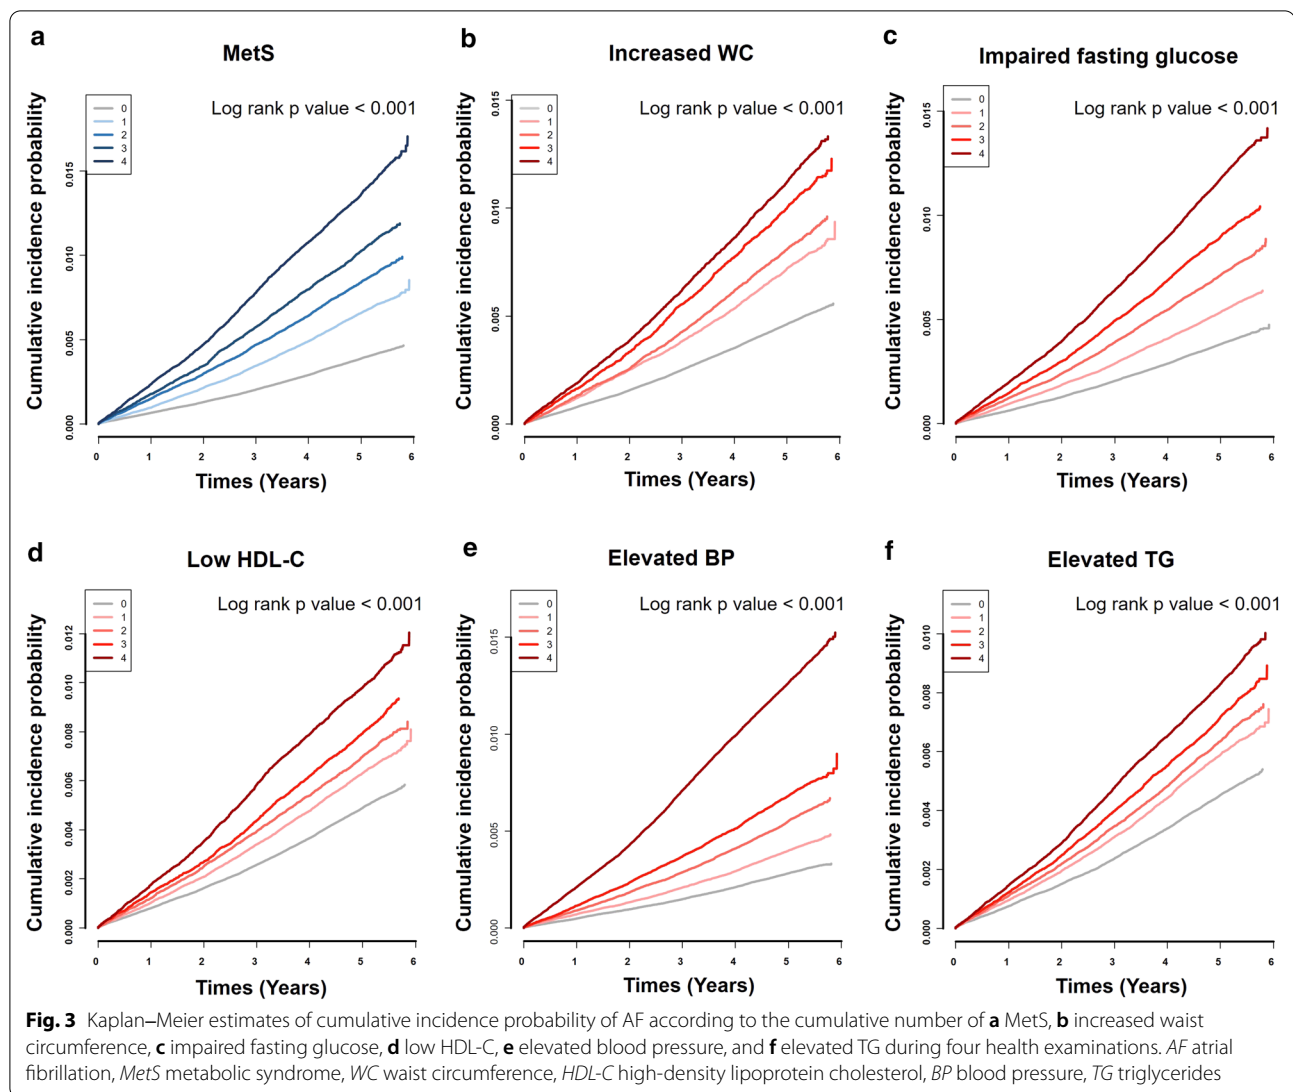 a
MetS
0
1
2
3
4
Log rank p value < 0.001
Cumulative incidence probability
0.015
0.010
0.005
0.000
0 1 2 3 4 5 6
Times (Years)
b
Increased WC
0
1
2
3
4
Log rank p value < 0.001
Cumulative incidence probability
0.015
0.010
0.005
0.000
0 1 2 3 4 5 6
Times (Years)
c
Impaired fasting glucose
0
1
2
3
4
Log rank p value < 0.001
Cumulative incidence probability
0.015
0.010
0.005
0.000
0 1 2 3 4 5 6
Times (Years)
d
Low HDL-C
0
1
2
3
4
Log rank p value < 0.001
Cumulative incidence probability
0.012
0.010
0.008
0.006
0.004
0.002
0.000
0 1 2 3 4 5 6
Times (Years)
e
Elevated BP
0
1
2
3
4
Log rank p value < 0.001
Cumulative incidence probability
0.015
0.010
0.005
0.000
0 1 2 3 4 5 6
Times (Years)
f
Elevated TG
0
1
2
3
4
Log rank p value < 0.001
Cumulative incidence probability
0.010
0.008
0.006
0.004
0.002
0.000
0 1 2 3 4 5 6
Times (Years)
Fig. 3 Kaplan–Meier estimates of cumulative incidence probability of AF according to the cumulative number of a MetS, b increased waist
circumference, c impaired fasting glucose, d low HDL-C, e elevated blood pressure, and f elevated TG during four health examinations. AF atrial
fibrillation, MetS metabolic syndrome, WC waist circumference, HDL-C high-density lipoprotein cholesterol, BP blood pressure, TG triglycerides